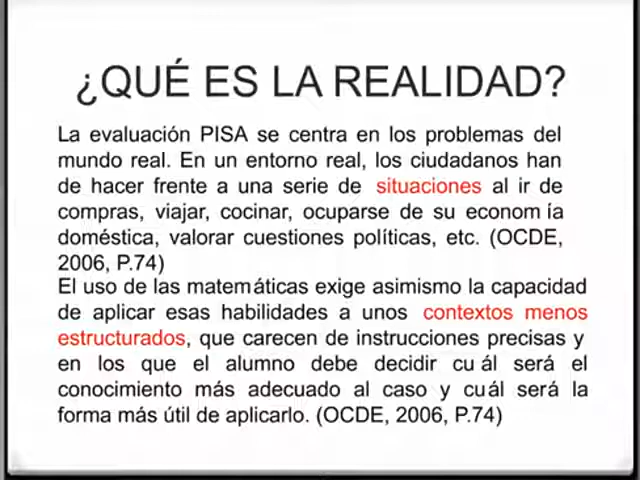 ¿QUÉ ES LA REALIDAD?
La evaluación PISA se centra en los problemas del
mundo real. En un entorno real, los ciudadanos han
de hacer frente a una serie de situaciones al ir de
compras, viajar, cocinar, ocuparse de su econom ía
doméstica, valorar cuestiones políticas, etc. (OCDE,
2006, P.74)
El uso de las matemáticas exige asimismo la capacidad
de aplicar esas habilidades a unos contextos menos
estructurados, que carecen de instrucciones precisas y
en los que el alumno debe decidir cu ál será el
conocimiento más adecuado al caso y cuál será la
forma más útil de aplicarlo. (OCDE, 2006, P.74)